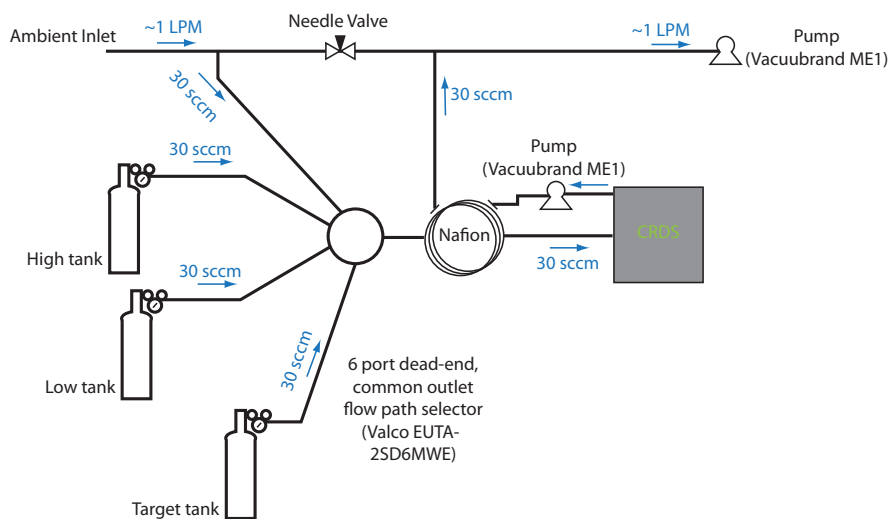 Ambient Inlet
~1 LPM
Needle Valve
~1 LPM
Pump
(Vacuubrand ME1)
30 sccm
30 sccm
30 sccm
Pump
(Vacuubrand ME1)
High tank
Nafion
CRDS
30 sccm
30 sccm
Low tank
30 sccm
6 port dead-end,
common outlet
flow path selector
(Valco EUTA-
2SD6MWE)
Target tank